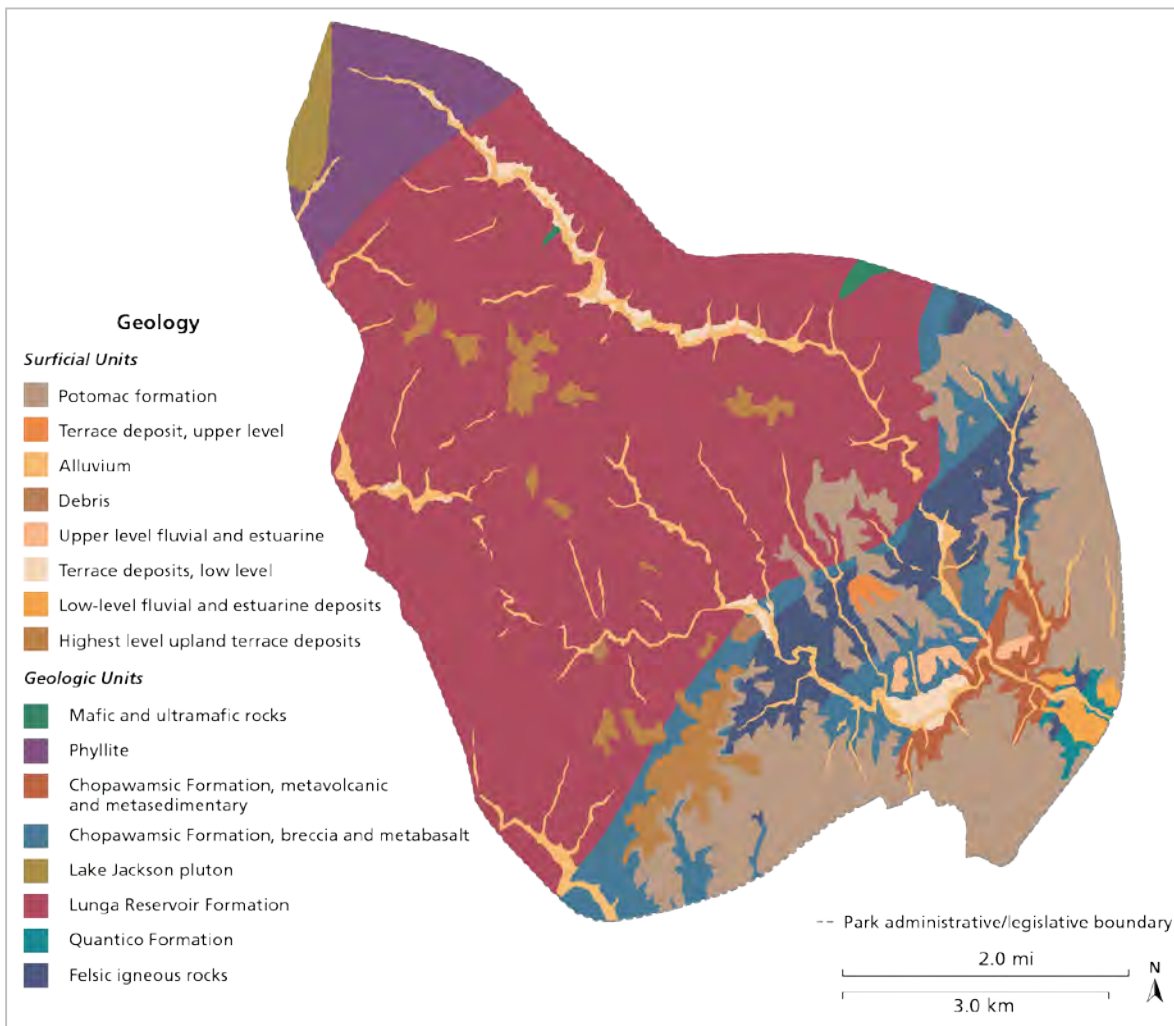 Geology
Surficial Units
Potomac formation
Terrace deposit, upper level
Alluvium
Debris
Upper level fluvial and estuarine
Terrace deposits, low level
Low-level fluvial and estuarine deposits
Highest level upland terrace deposits
Geologic Units
Mafic and ultramafic rocks
Phyllite
Chopawamsic Formation, metavolcanic
and metasedimentary
Chopawamsic Formation, breccia and metabasalt
Lake Jackson pluton
Lunga Reservoir Formation
Quantico Formation
Felsic igneous rocks
Park administrative/legislative boundary
2.0 mi
3.0 km
N